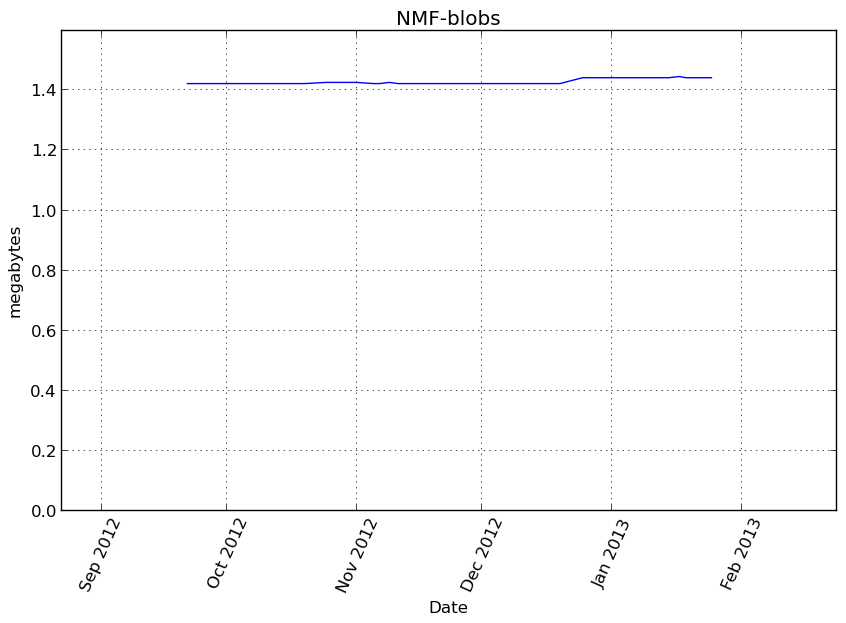 NMF-blobs
1.4
1.2
1.0
0.8
0.6
0.4
0.2
0.0
megabytes
Sep 2012
Oct 2012
Nov 2012
Dec 2012
Jan 2013
Feb 2013
Date